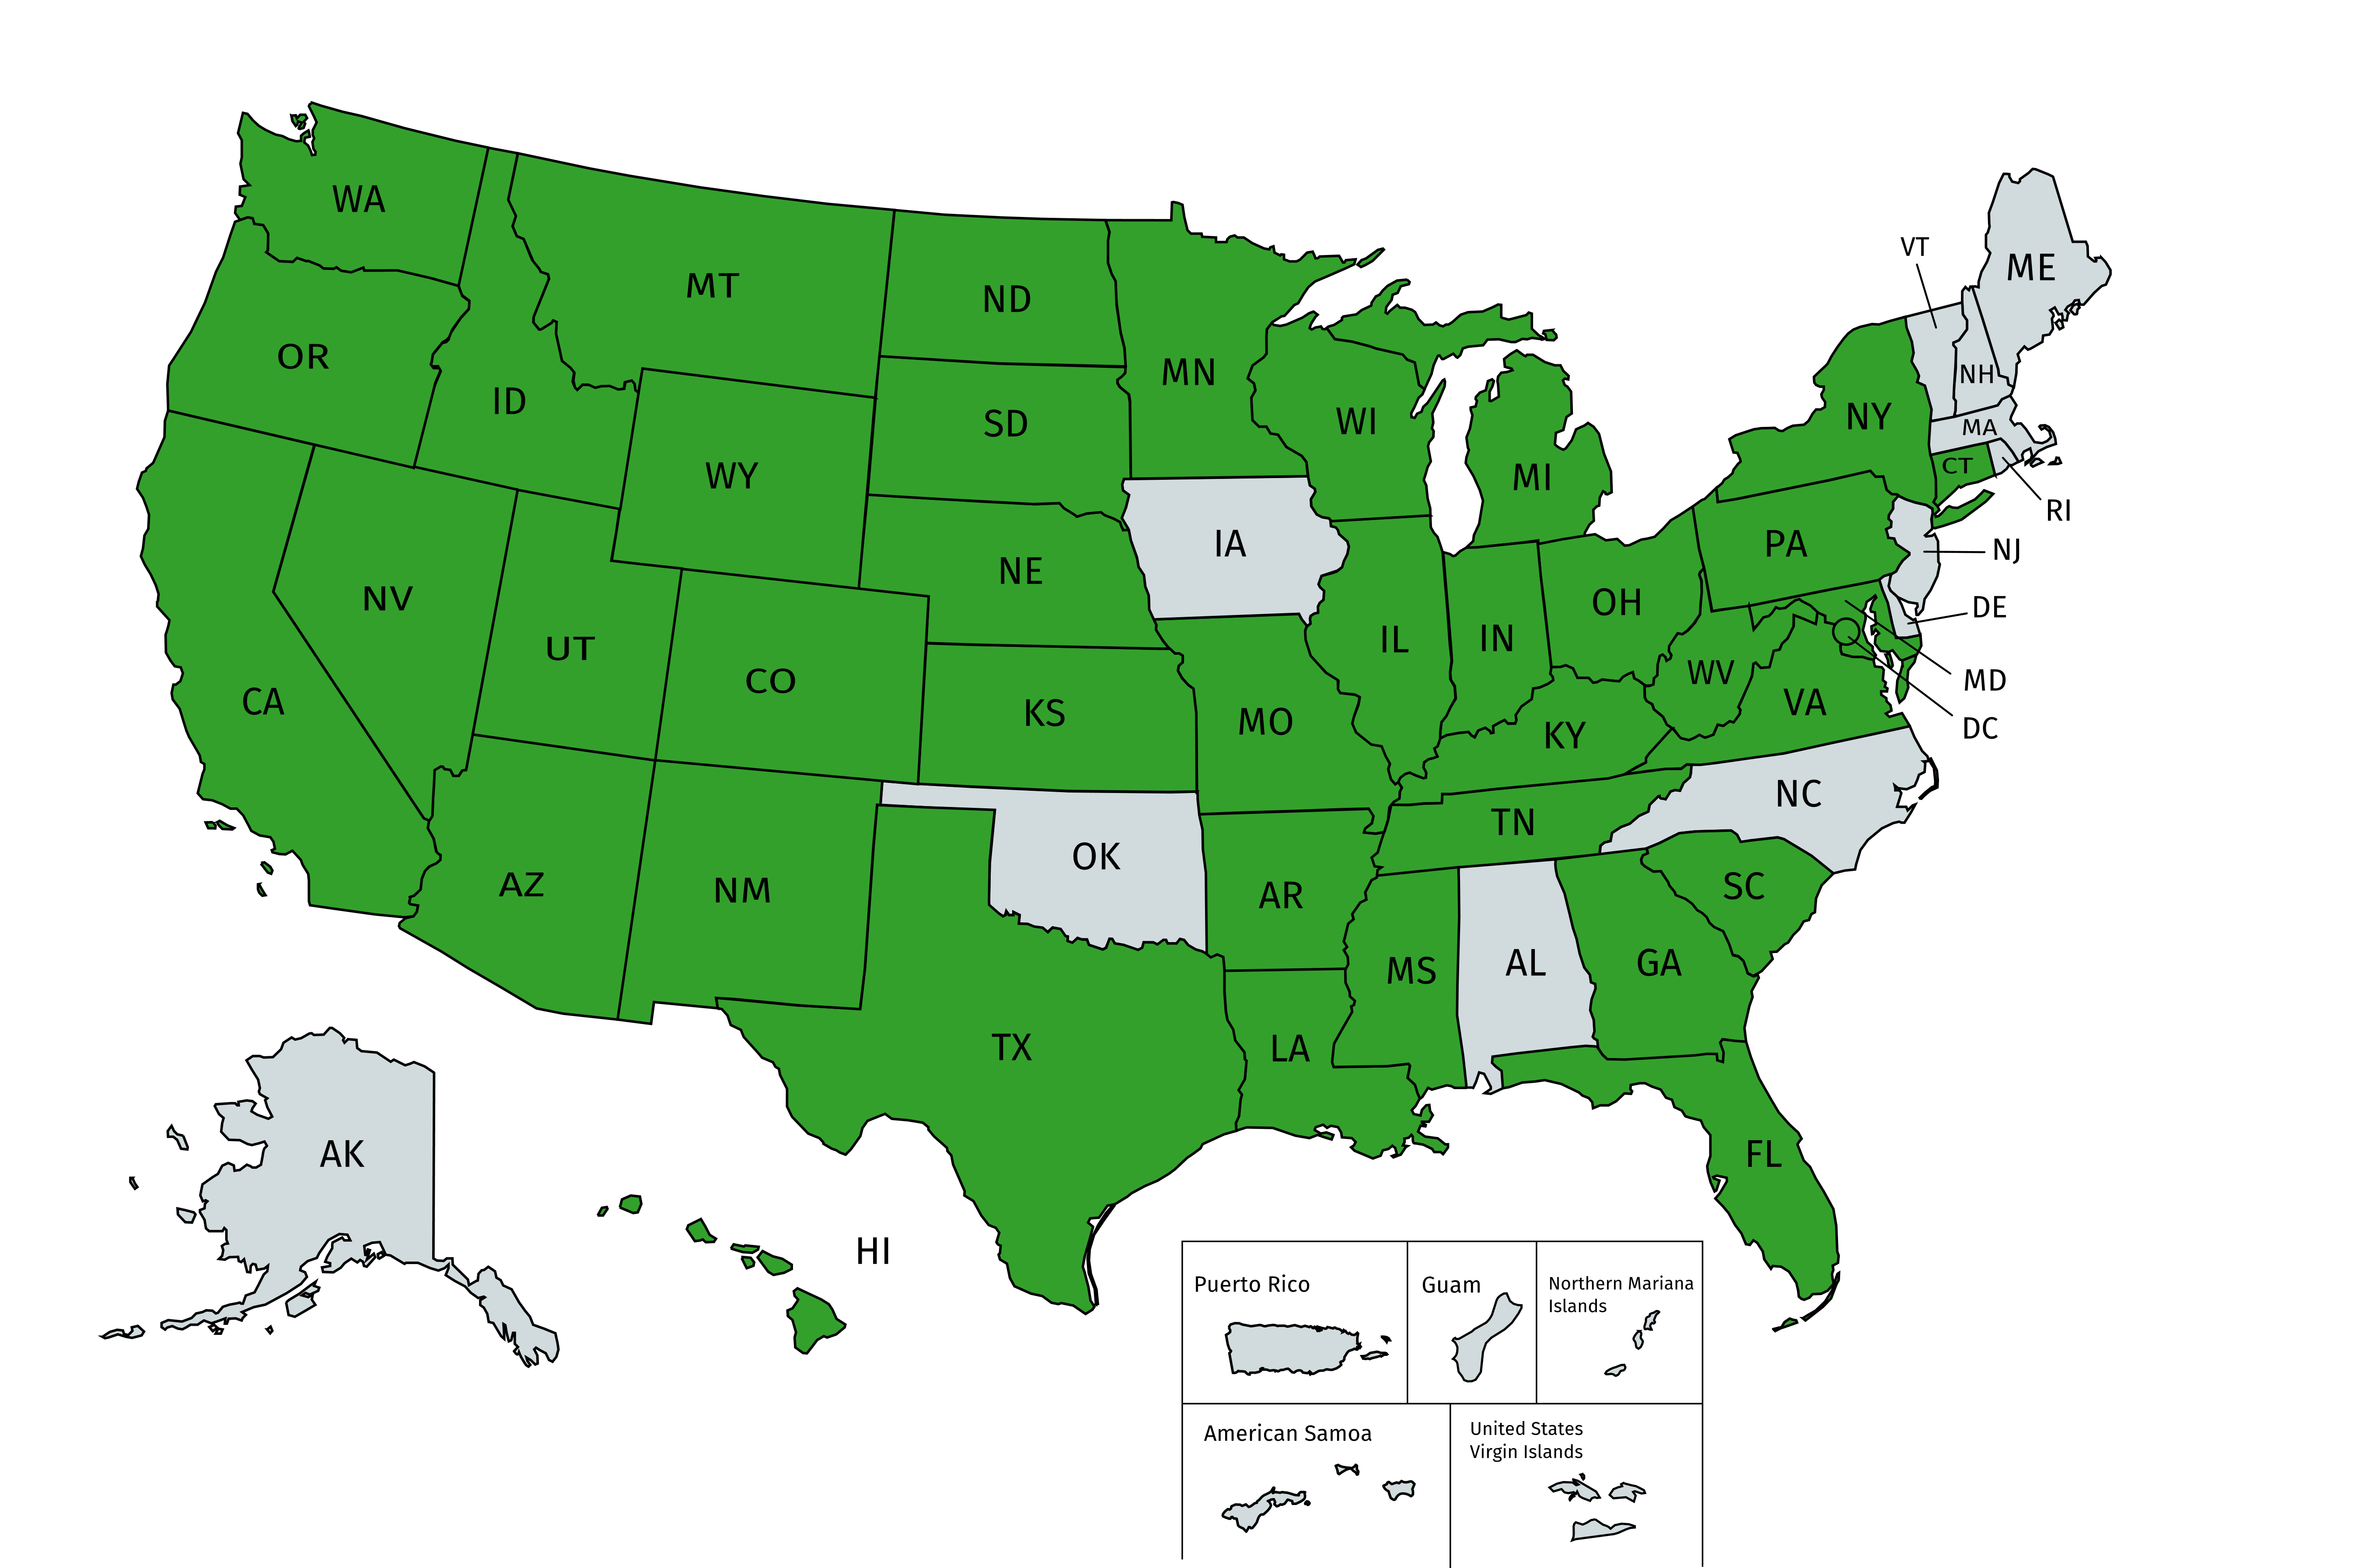 WA
MT
ND
MN
VT
ME
OR
ID
SD
WI
MI
NY
NH
MA
CT
RI
WY
IA
PA
NJ
NE
NV
UT
CO
KS
MO
IL
IN
OH
WV
VA
DE
MD
DC
CA
KY
NC
TN
OK
AZ
NM
AR
SC
MS
AL
GA
TX
LA
FL
AK
HI
Puerto Rico
Guam
Northern Mariana
Islands
American Samoa
United States
Virgin Islands